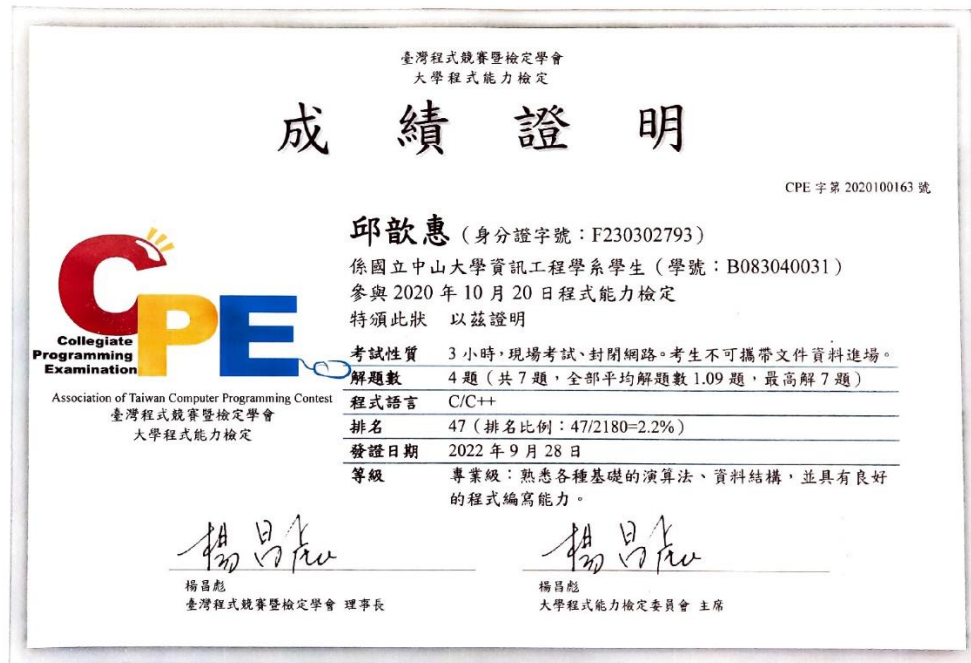 臺灣程式競賽暨檢定學會
大學程式能力檢定
成績證明
CPE 字第 2020100163 號
CPE
Collegiate
Programming
Examination
Association of Taiwan Computer Programming Contest
臺灣程式競賽暨檢定學會
大學程式能力檢定
邱歆惠(身分證字號:F230302793)
係國立中山大學資訊工程學系學生(學號:B083040031)
參與 2020 年 10 月 20 日程式能力檢定
特頒此狀 以茲證明
考試性質 3 小時,現場考試、封閉網路。考生不可攜帶文件資料進場。
解題數 4 題(共 7 題,全部平均解題數 1.09 題,最高解 7 題)
程式語言 C/C++
排名 47(排名比例:47/2180=2.2%)
發證日期 2022 年 9 月 28 日
等級 專業級:熟悉各種基礎的演算法、資料結構,並具有良好
的程式編寫能力。
楊昌彪 楊昌彪
楊昌彪
臺灣程式競賽暨檢定學會 理事長
楊昌彪
大學程式能力檢定委員會 主席